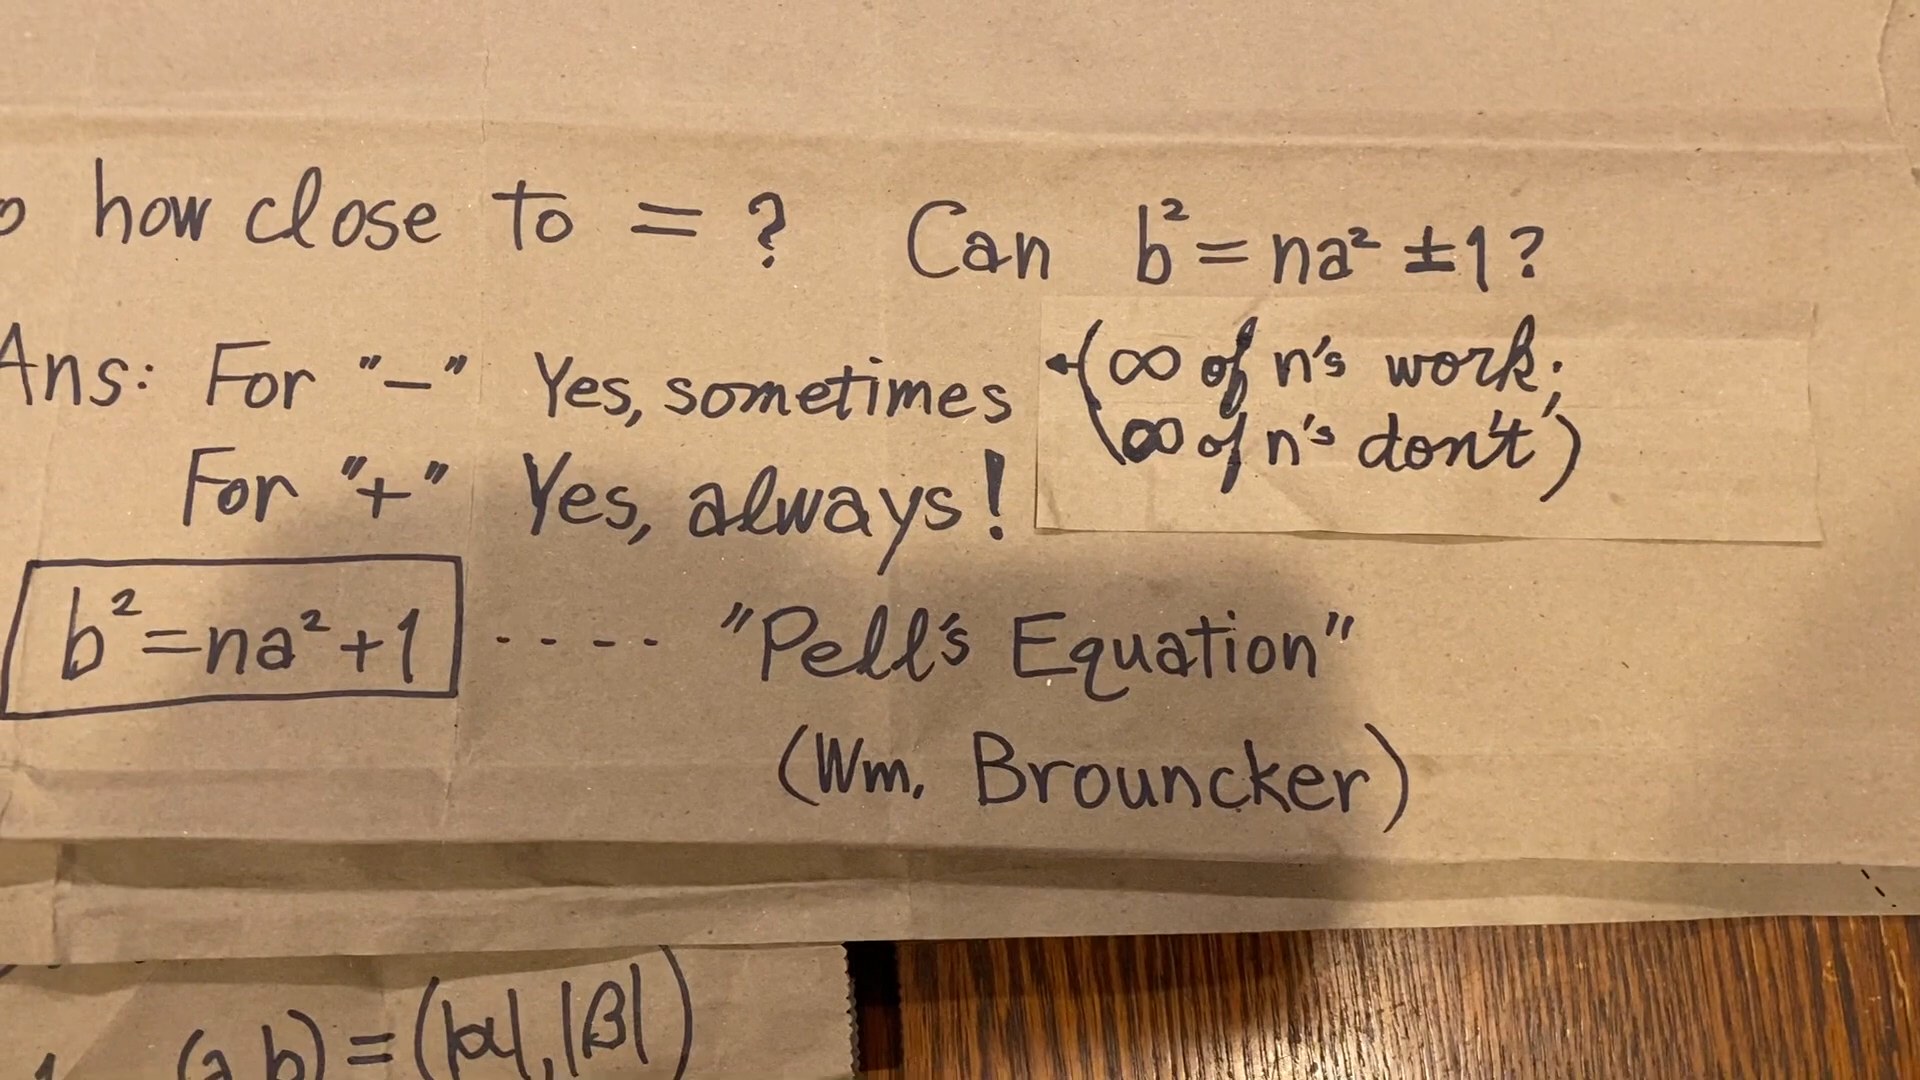 how close to = ? Can b² = na² ±1?
Ans: For "–" Yes, sometimes (∞ of n's work;
∞ of n's don't)
For "+" Yes, always!
b²=na²+1 ---- "Pell's Equation"
(Wm. Brouncker)
(a,b) = (|α|,|β|)